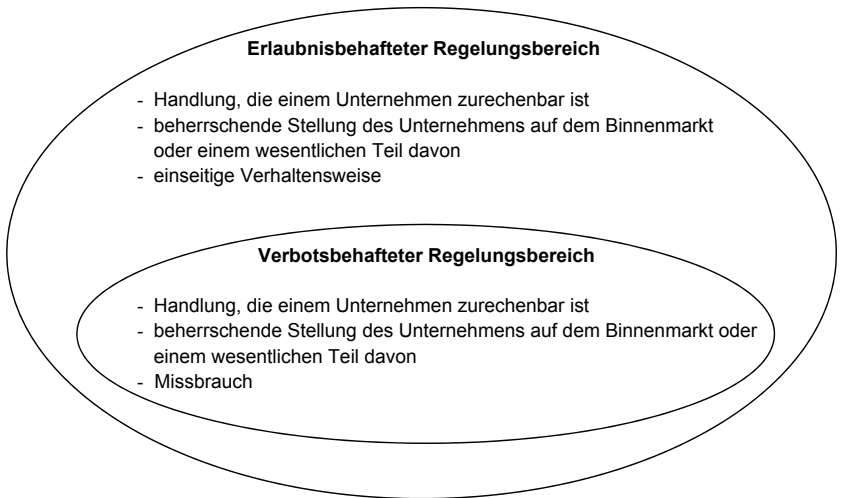 Erlaubnisbehafteter Regelungsbereich
- Handlung, die einem Unternehmen zurechenbar ist
- beherrschende Stellung des Unternehmens auf dem Binnenmarkt
oder einem wesentlichen Teil davon
- einseitige Verhaltensweise
Verbotsbehafteter Regelungsbereich
- Handlung, die einem Unternehmen zurechenbar ist
- beherrschende Stellung des Unternehmens auf dem Binnenmarkt oder
einem wesentlichen Teil davon
- Missbrauch